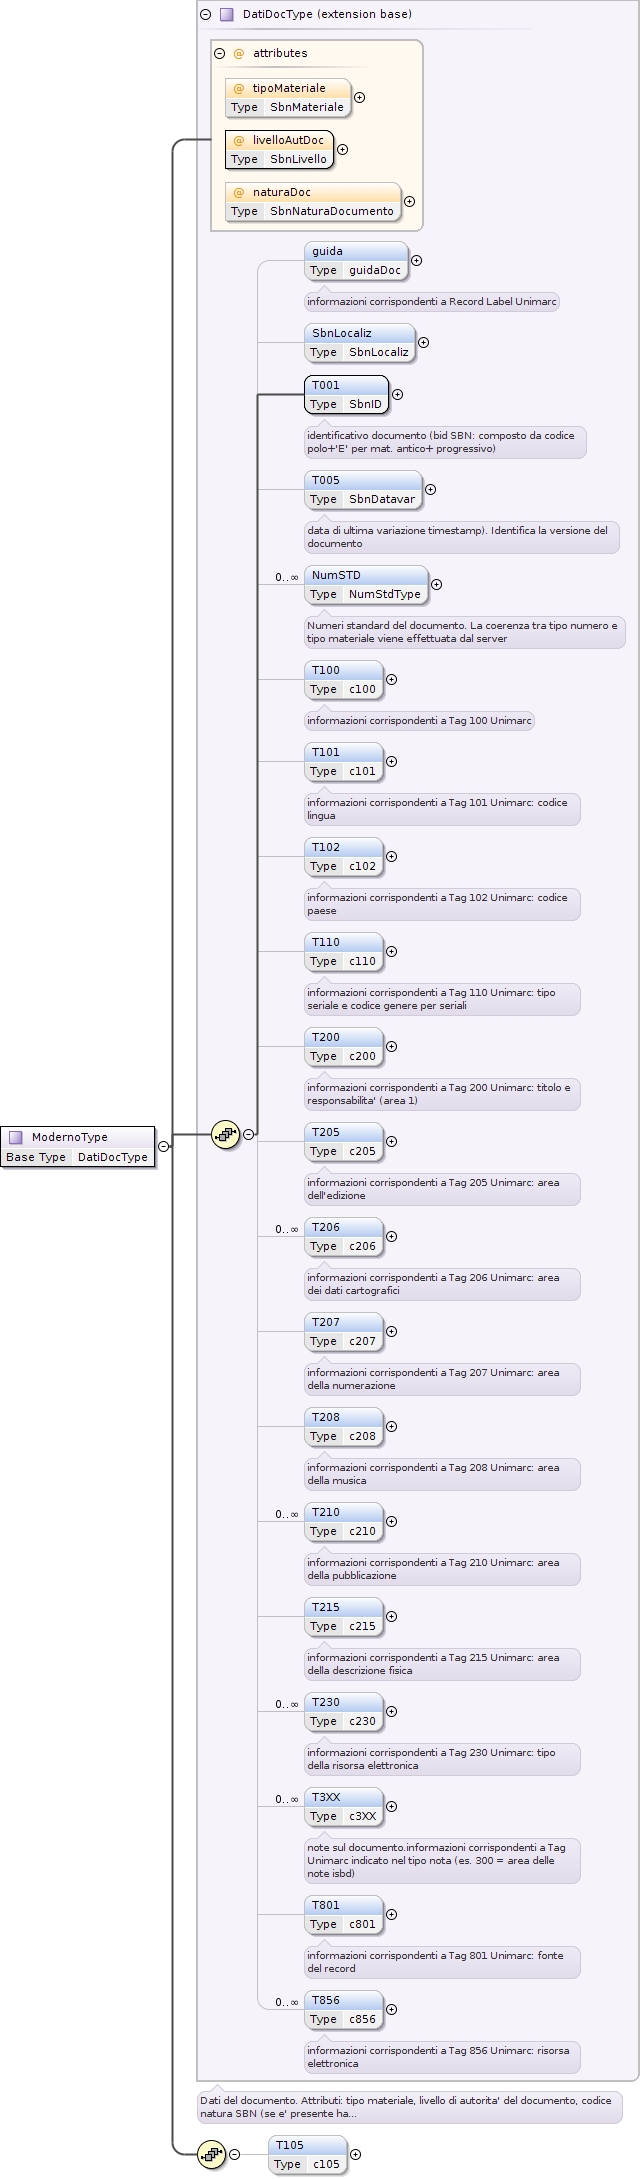 DatiDocType (extension base)
@ attributes
@ tipoMateriale
Type SbnMateriale
@ livelloAutDoc
Type SbnLivello
@ naturaDoc
Type SbnNaturaDocumento
guida
Type guidaDoc
informazioni corrispondenti a Record Label Unimarc
SbnLocaliz
Type SbnLocaliz
T001
Type SbnID
identificativo documento (bid SBN: composto da codice
polo+'E' per mat. antico+ progressivo)
T005
Type SbnDatavar
data di ultima variazione timestamp). Identifica la versione del
documento
0..∞
NumSTD
Type NumStdType
Numeri standard del documento. La coerenza tra tipo numero e
tipo materiale viene effettuata dal server
T100
Type c100
informazioni corrispondenti a Tag 100 Unimarc
T101
Type c101
informazioni corrispondenti a Tag 101 Unimarc: codice
lingua
T102
Type c102
informazioni corrispondenti a Tag 102 Unimarc: codice
paese
T110
Type c110
informazioni corrispondenti a Tag 110 Unimarc: tipo
seriale e codice genere per seriali
T200
Type c200
informazioni corrispondenti a Tag 200 Unimarc: titolo e
responsabilita' (area 1)
ModernoType
Base Type DatiDocType
T205
Type c205
informazioni corrispondenti a Tag 205 Unimarc: area
dell'edizione
0..∞
T206
Type c206
informazioni corrispondenti a Tag 206 Unimarc: area
dei dati cartografici
T207
Type c207
informazioni corrispondenti a Tag 207 Unimarc: area
della numerazione
T208
Type c208
informazioni corrispondenti a Tag 208 Unimarc: area
della musica
0..∞
T210
Type c210
informazioni corrispondenti a Tag 210 Unimarc: area
della pubblicazione
T215
Type c215
informazioni corrispondenti a Tag 215 Unimarc: area
della descrizione fisica
0..∞
T230
Type c230
informazioni corrispondenti a Tag 230 Unimarc: tipo
della risorsa elettronica
0..∞
T3XX
Type c3XX
note sul documento.informazioni corrispondenti a Tag
Unimarc indicato nel tipo nota (es. 300 = area delle
note isbd)
T801
Type c801
informazioni corrispondenti a Tag 801 Unimarc: fonte
del record
0..∞
T856
Type c856
informazioni corrispondenti a Tag 856 Unimarc: risorsa
elettronica
Dati del documento. Attributi: tipo materiale, livello di autorita' del documento, codice
natura SBN (se e' presente ha...
T105
Type c105